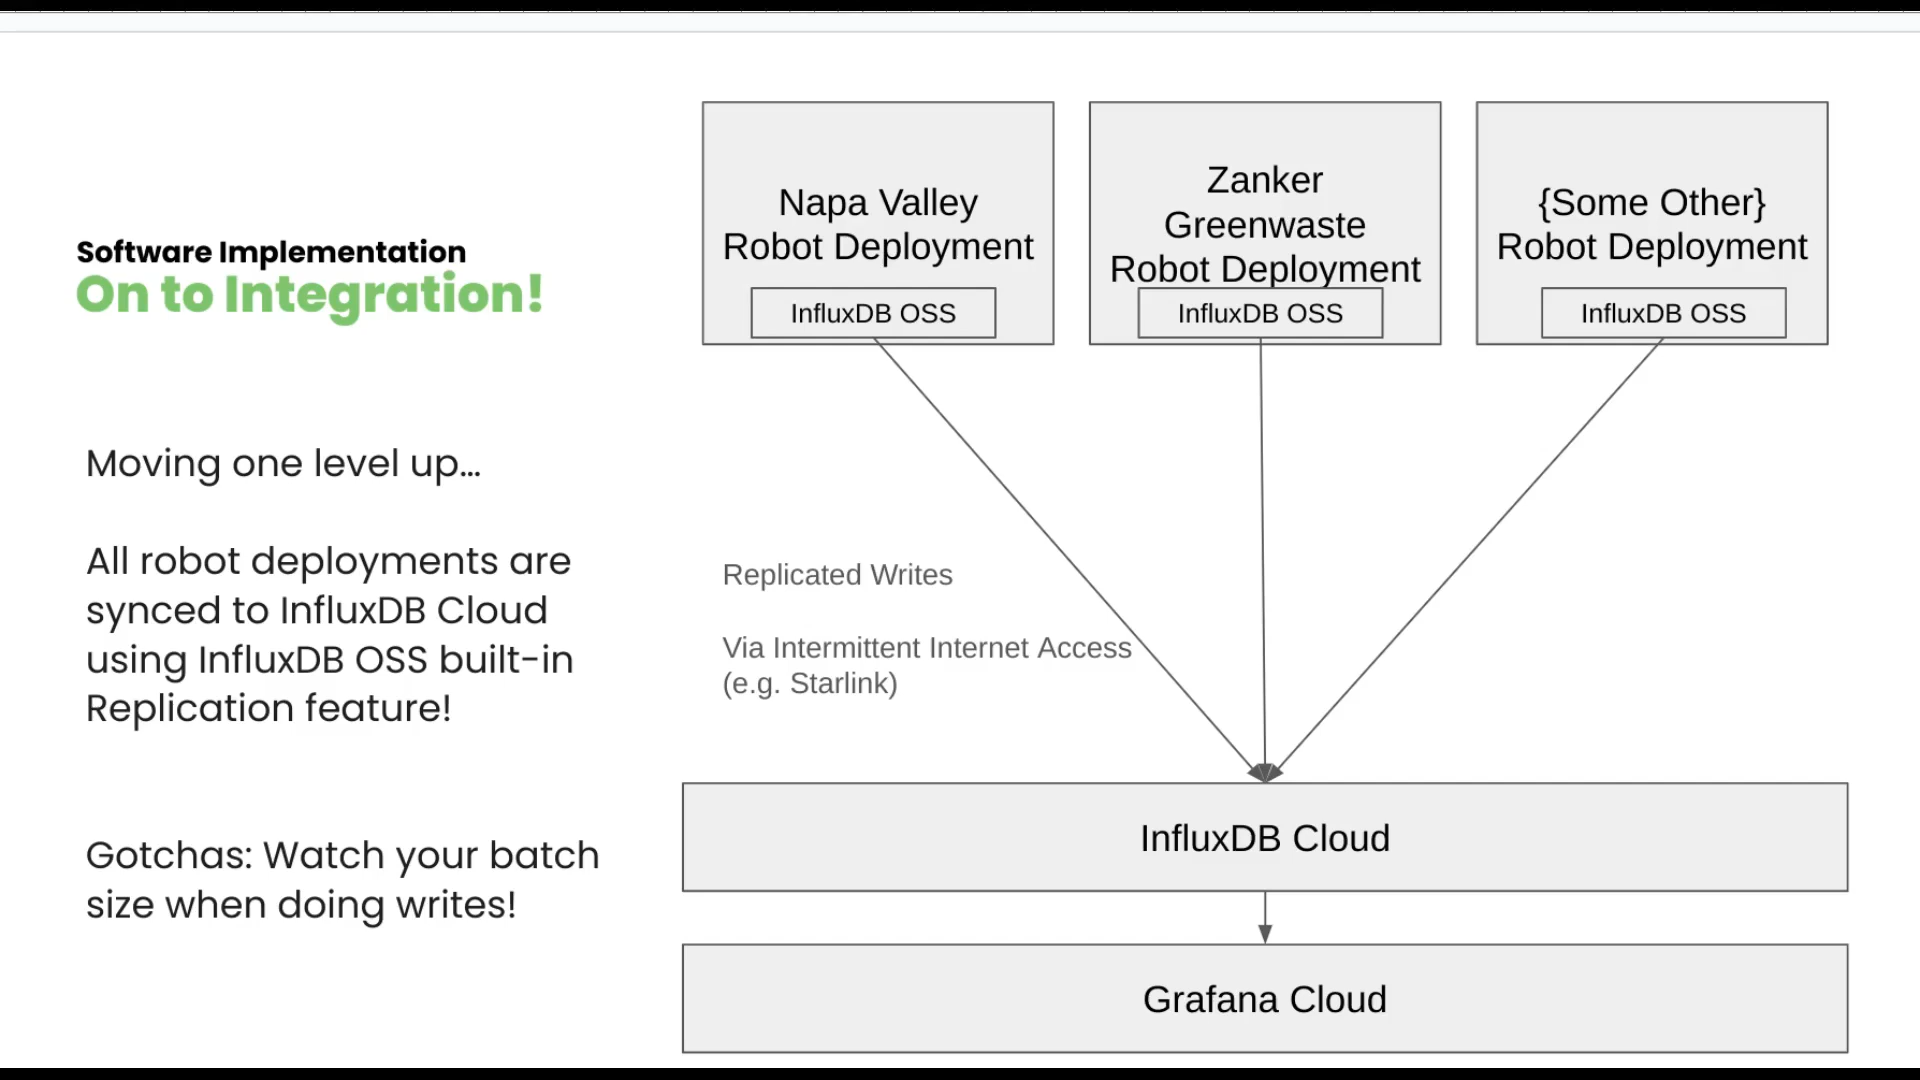 Software Implementation
On to Integration!
Moving one level up...
All robot deployments are
synced to InfluxDB Cloud
using InfluxDB OSS built-in
Replication feature!
Gotchas: Watch your batch
size when doing writes!
Napa Valley
Robot Deployment
InfluxDB OSS
Zanker
Greenwaste
Robot Deployment
InfluxDB OSS
{Some Other}
Robot Deployment
InfluxDB OSS
Replicated Writes
Via Intermittent Internet Access
(e.g. Starlink)
InfluxDB Cloud
Grafana Cloud